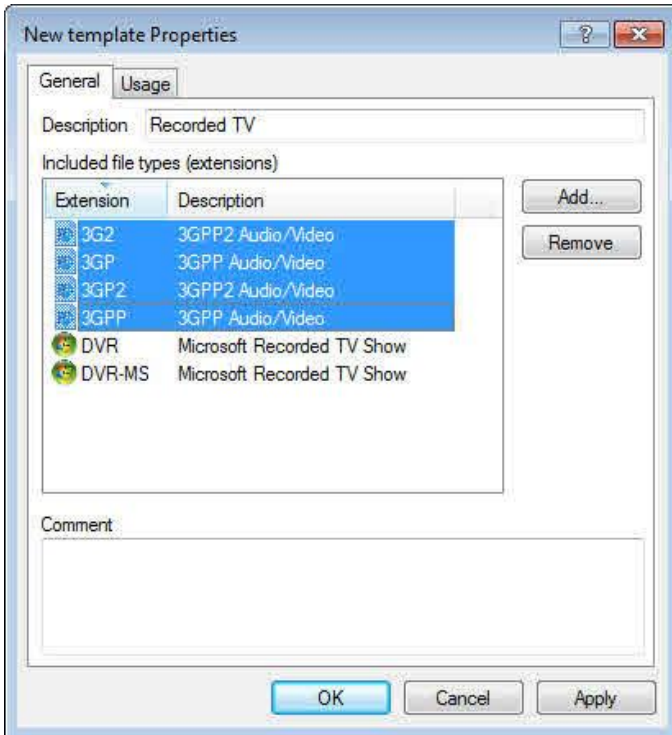 New template Properties
?
General Usage
Description Recorded TV
Included file types (extensions)
Extension Description
3G2 3GPP2 Audio/Video
3GP 3GPP Audio/Video
3GP2 3GPP2 Audio/Video
3GPP 3GPP Audio/Video
DVR Microsoft Recorded TV Show
DVR-MS Microsoft Recorded TV Show
Add...
Remove
Comment
OK Cancel Apply